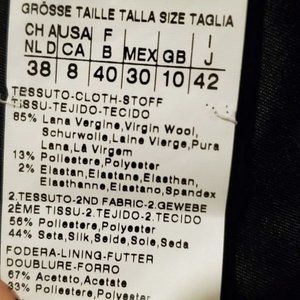 GRÖSSE TAILLE TALLA SIZE TAGLIA
CH A USA F I
NL D CA B MEX GB J
38 8 40 30 10 42
TESSUTO-CLOTH-STOFF
TISSU-TEJIDO-TECIDO
85% Lana Vergine,Virgin Wool,
Schurwolle,Laine Vierge,Pura
Lana,Lã Virgem
13% Poliestere,Polyester
2% Elastan,Elastane,Elasthan,
Elasthanne,Elastano,Spandex
2.TESSUTO-2ND FABRIC-2.GEWEBE
2ÈME TISSU-2.TEJIDO-2.TECIDO
56% Poliestere,Polyester
44% Seta,Silk,Seide,Soie,Seda
FODERA-LINING-FUTTER
DOUBLURE-FORRO
67% Acetato,Acetate
33% Poliestere,Polyester